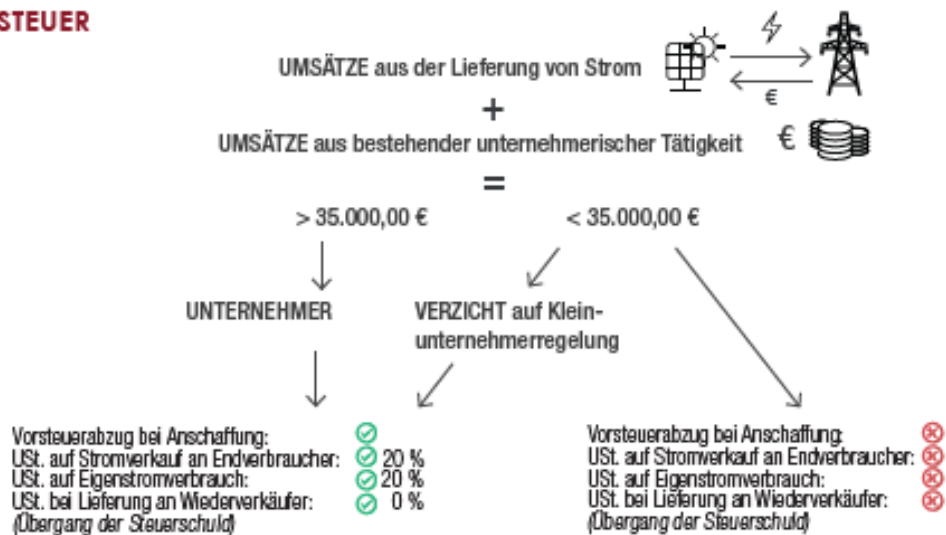 STEUER
UMSÄTZE aus der Lieferung von Strom
€
+
UMSÄTZE aus bestehender unternehmerischer Tätigkeit €
=
> 35.000,00 € < 35.000,00 €
UNTERNEHMER
VERZICHT auf Klein-
unternehmerregelung
Vorsteuerabzug bei Anschaffung:
USt. auf Stromverkauf an Endverbraucher: 20 %
USt. auf Eigenstromverbrauch: 20 %
USt. bei Lieferung an Wiederverkäufer: 0 %
(Übergang der Steuerschuld)
Vorsteuerabzug bei Anschaffung:
USt. auf Stromverkauf an Endverbraucher:
USt. auf Eigenstromverbrauch:
USt. bei Lieferung an Wiederverkäufer:
(Übergang der Steuerschuld)